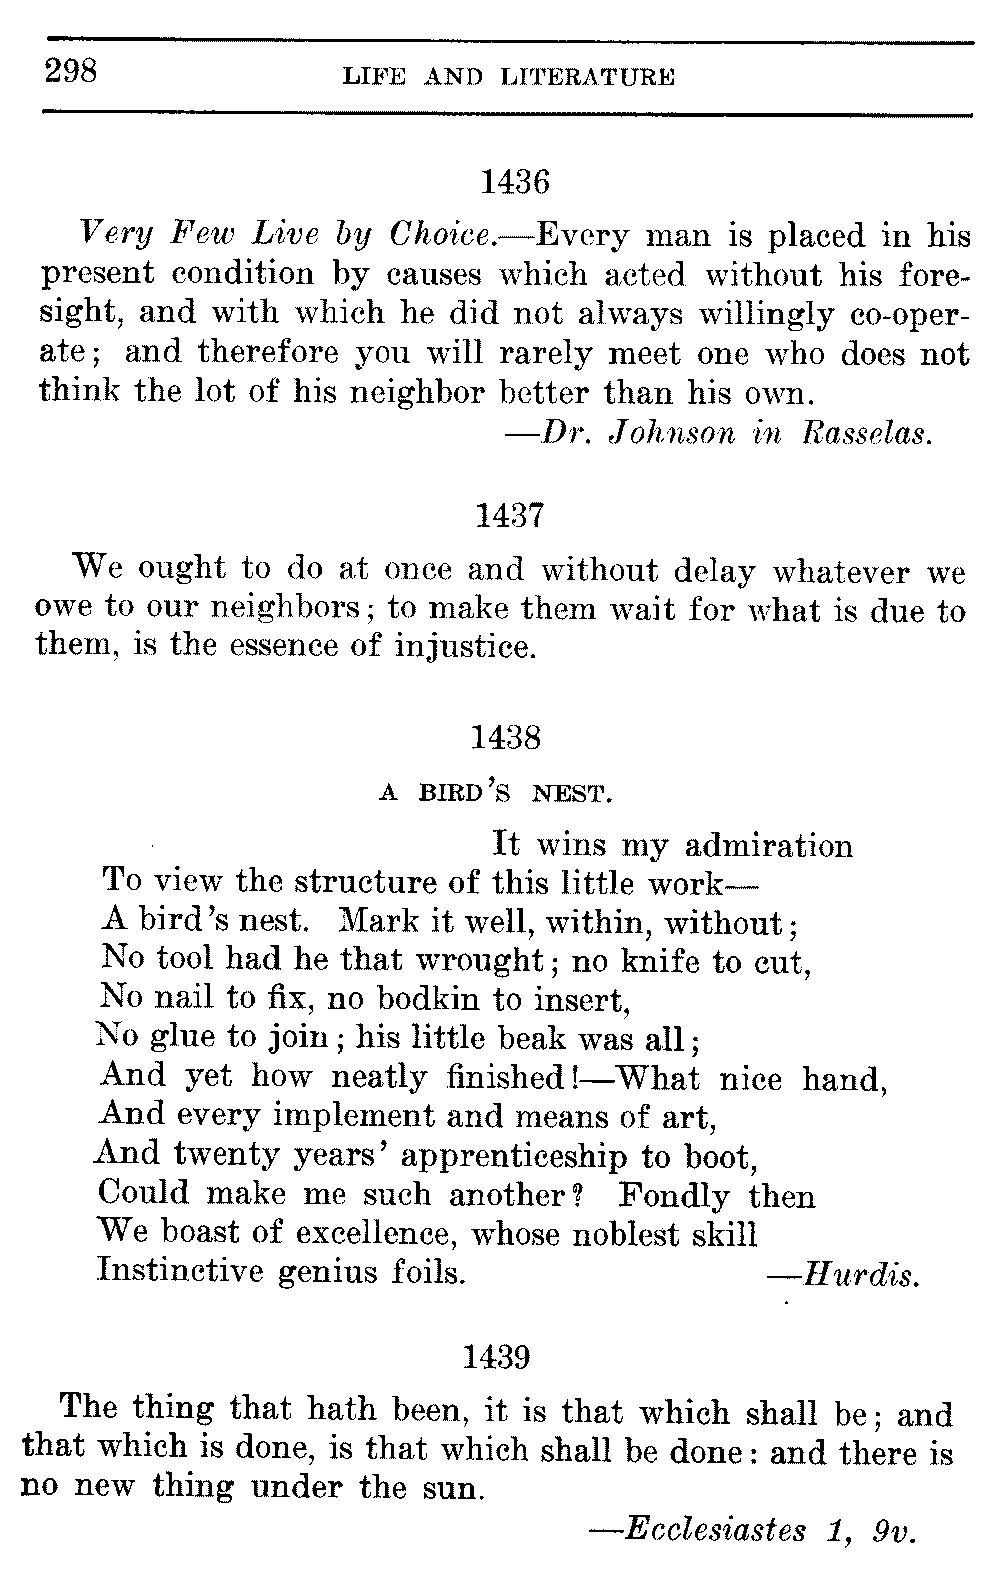 298 LIFE AND LITERATURE
1436
Very Few Live by Choice.—Every man is placed in his
present condition by causes which acted without his fore-
sight, and with which he did not always willingly co-oper-
ate; and therefore you will rarely meet one who does not
think the lot of his neighbor better than his own.
—Dr. Johnson in Rasselas.
1437
We ought to do at once and without delay whatever we
owe to our neighbors; to make them wait for what is due to
them, is the essence of injustice.
1438
A BIRD'S NEST.
It wins my admiration
To view the structure of this little work—
A bird's nest. Mark it well, within, without;
No tool had he that wrought; no knife to cut,
No nail to fix, no bodkin to insert,
No glue to join; his little beak was all;
And yet how neatly finished!—What nice hand,
And every implement and means of art,
And twenty years' apprenticeship to boot,
Could make me such another? Fondly then
We boast of excellence, whose noblest skill
Instinctive genius foils. —Hurdis.
1439
The thing that hath been, it is that which shall be; and
that which is done, is that which shall be done: and there is
no new thing under the sun.
—Ecclesiastes 1, 9v.